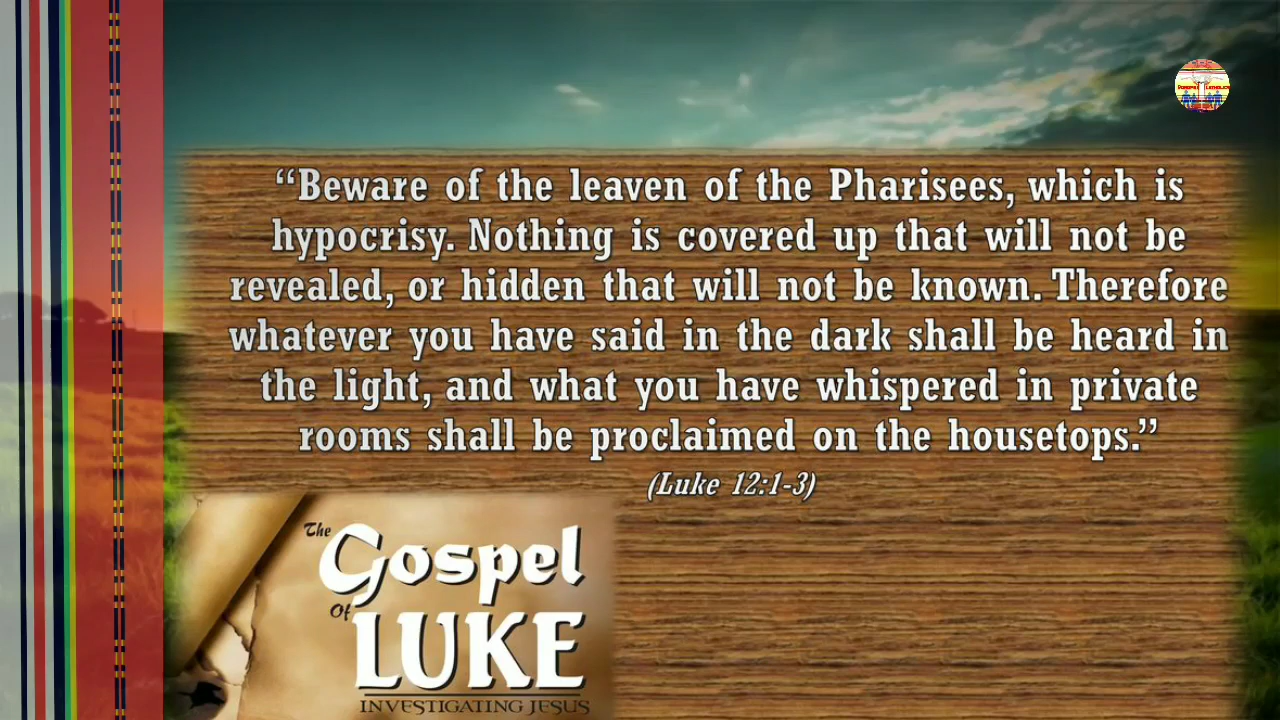 “Beware of the leaven of the Pharisees, which is
hypocrisy. Nothing is covered up that will not be
revealed, or hidden that will not be known. Therefore
whatever you have said in the dark shall be heard in
the light, and what you have whispered in private
rooms shall be proclaimed on the housetops.”
(Luke 12:1-3)
The
Gospel
Of
LUKE
INVESTIGATING JESUS